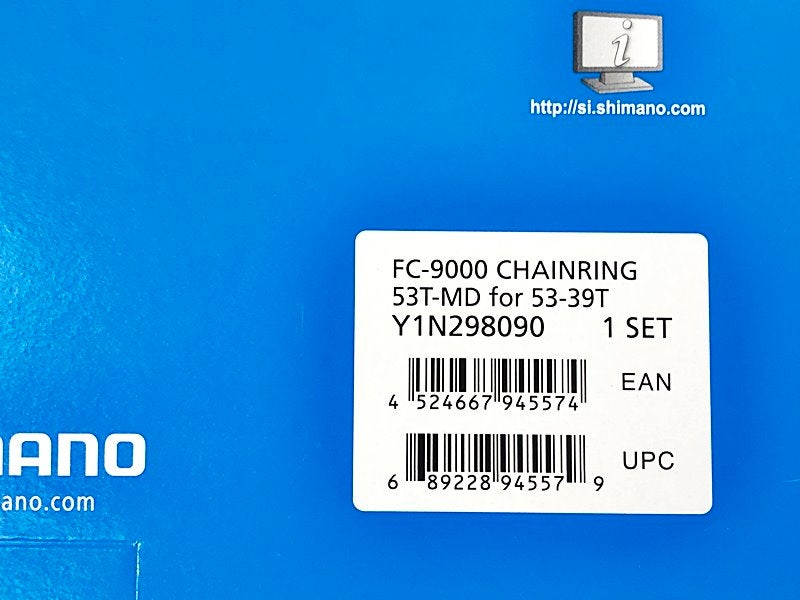 i
http://si.shimano.com
FC-9000 CHAINRING
53T-MD for 53-39T
Y1N298090 1 SET
4 524667 945574 EAN
6 89228 94557 9 UPC
MANO
ano.com